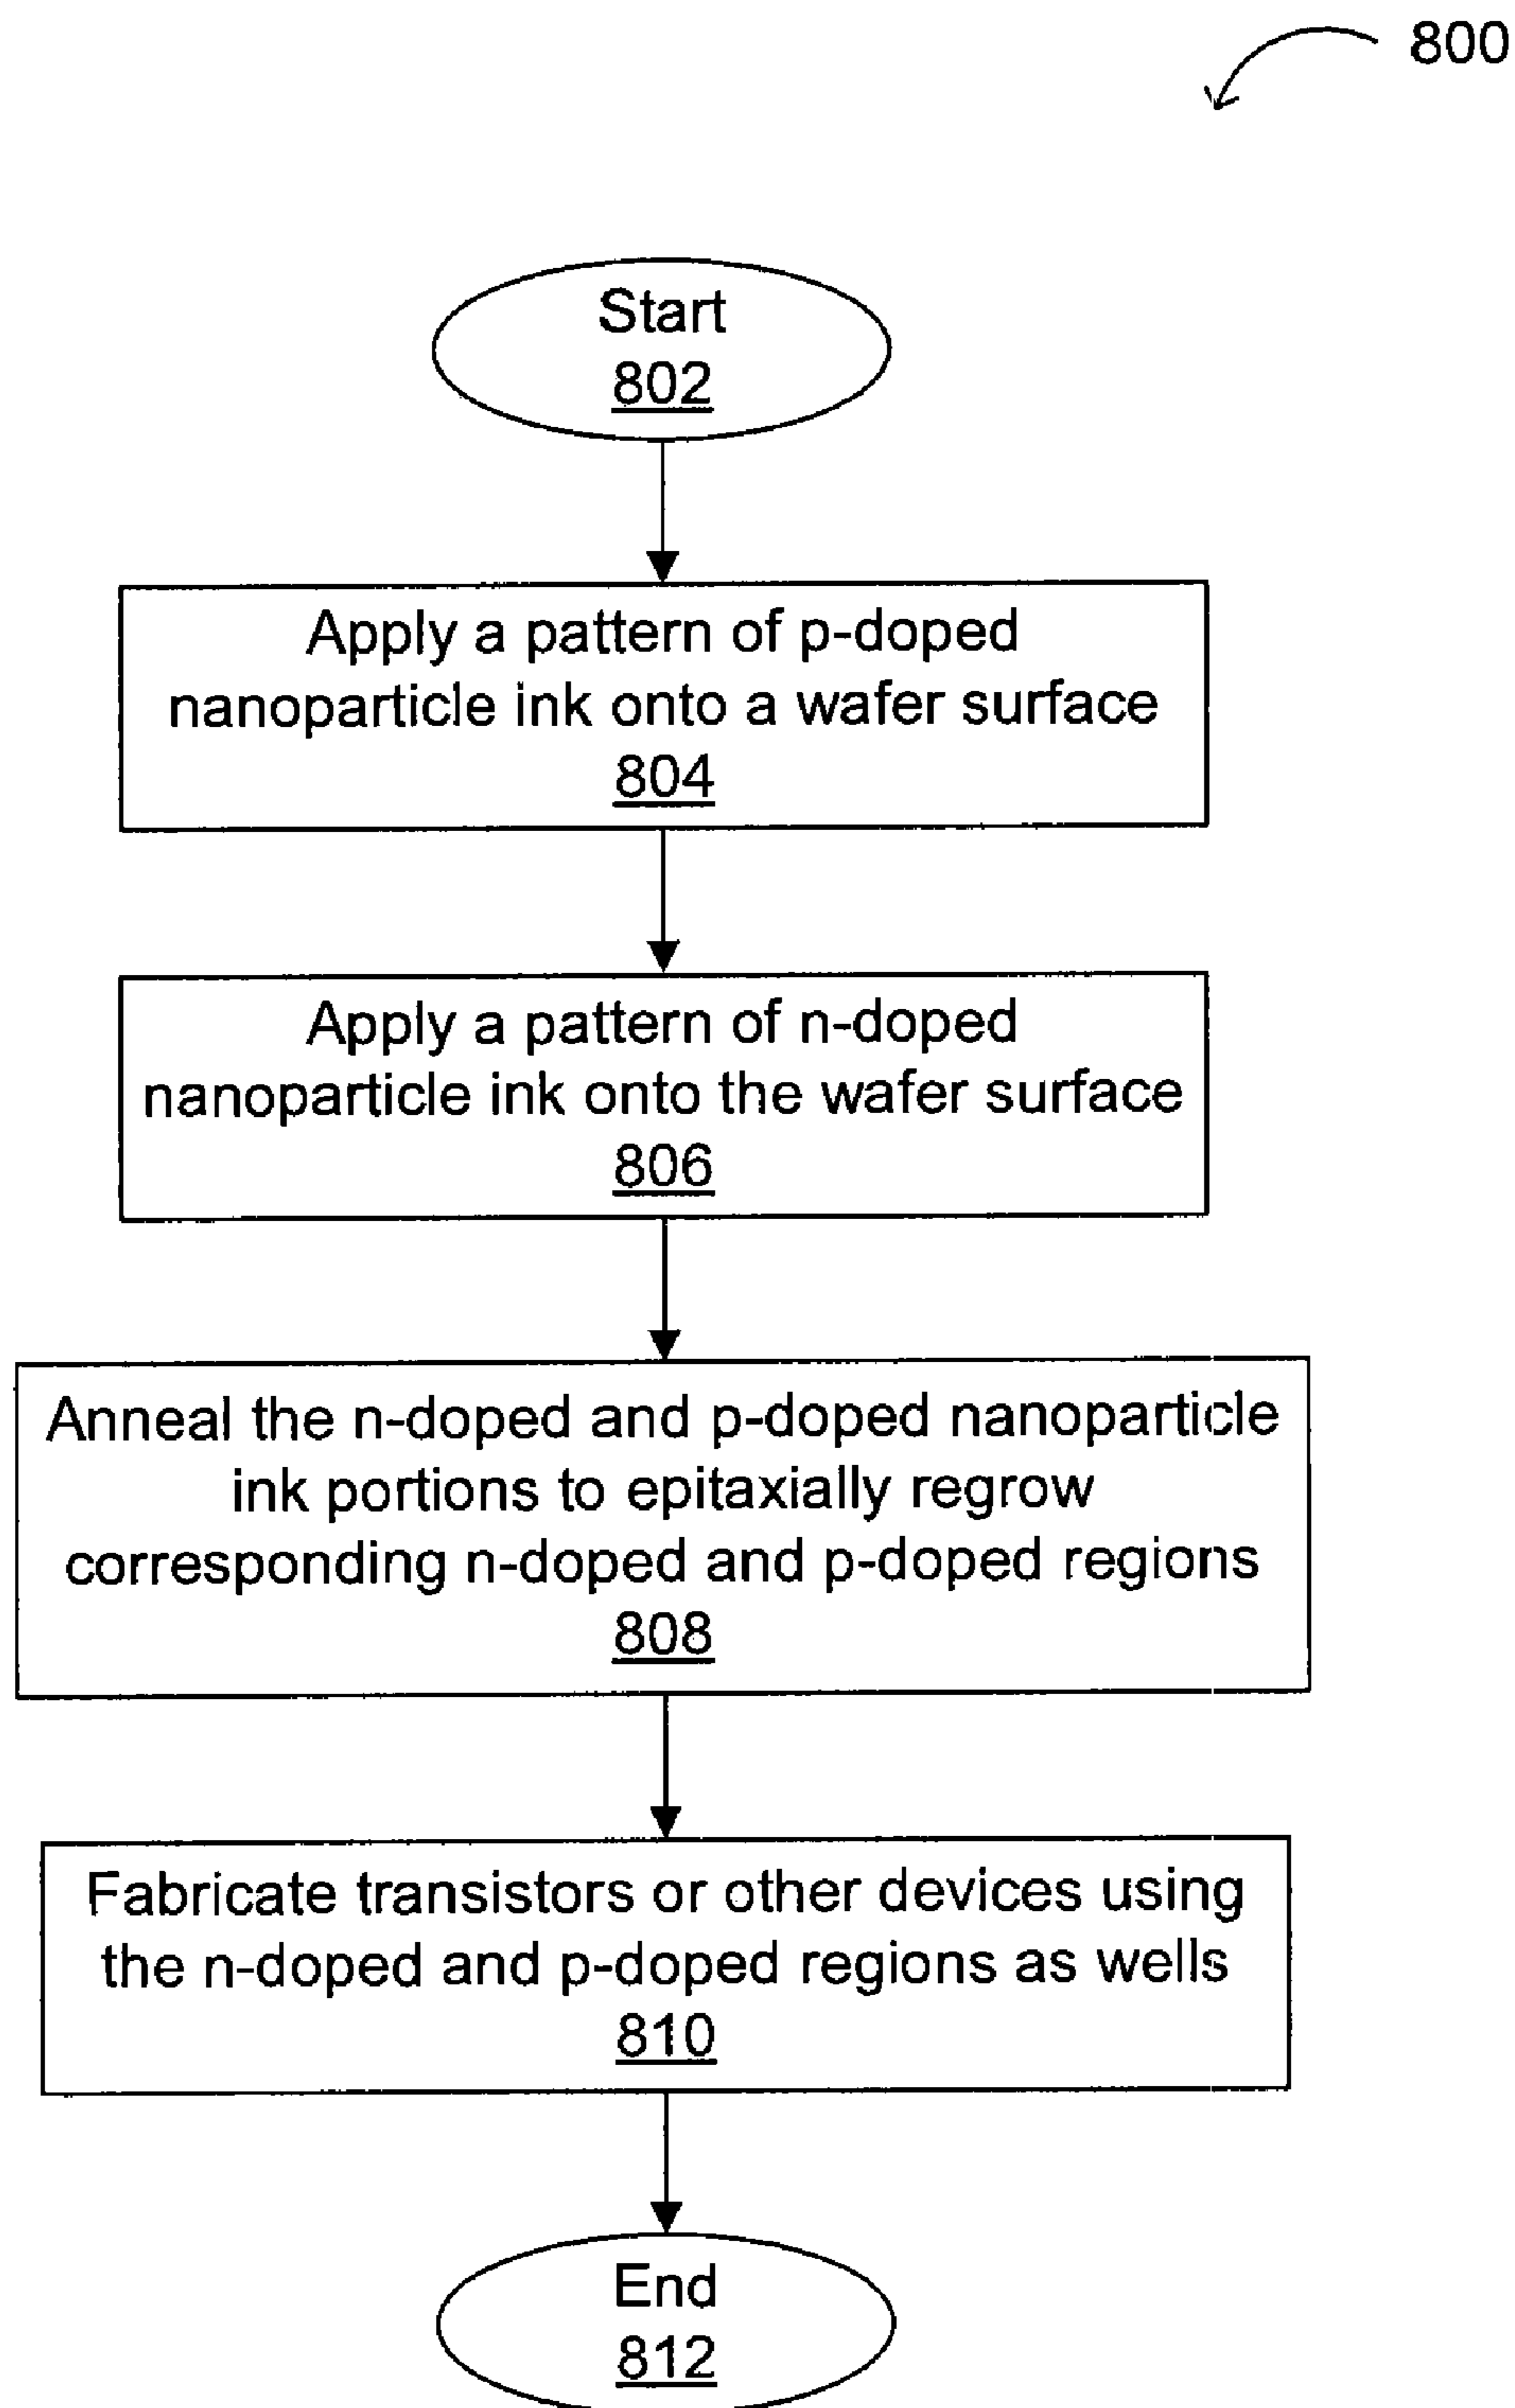 800
Start
802
Apply a pattern of p-doped
nanoparticle ink onto a wafer surface
804
Apply a pattern of n-doped
nanoparticle ink onto the wafer surface
806
Anneal the n-doped and p-doped nanoparticle
ink portions to epitaxially regrow
corresponding n-doped and p-doped regions
808
Fabricate transistors or other devices using
the n-doped and p-doped regions as wells
810
End
812